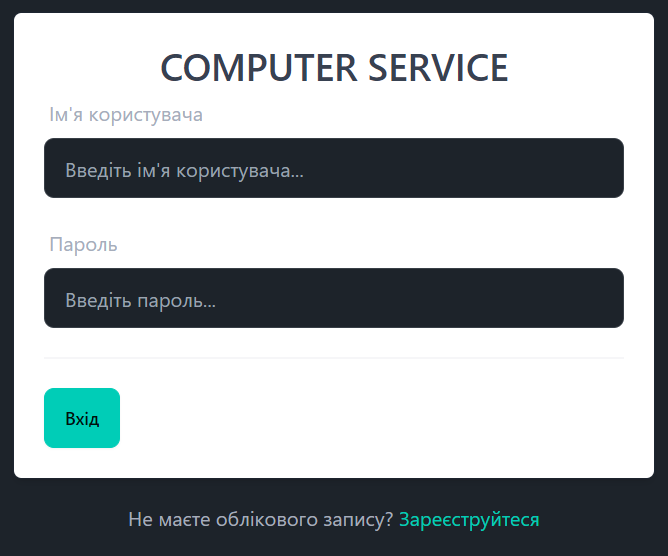 COMPUTER SERVICE
Ім'я користувача
Введіть ім'я користувача...
Пароль
Введіть пароль...
Вхід
Не маєте облікового запису? Зареєструйтеся